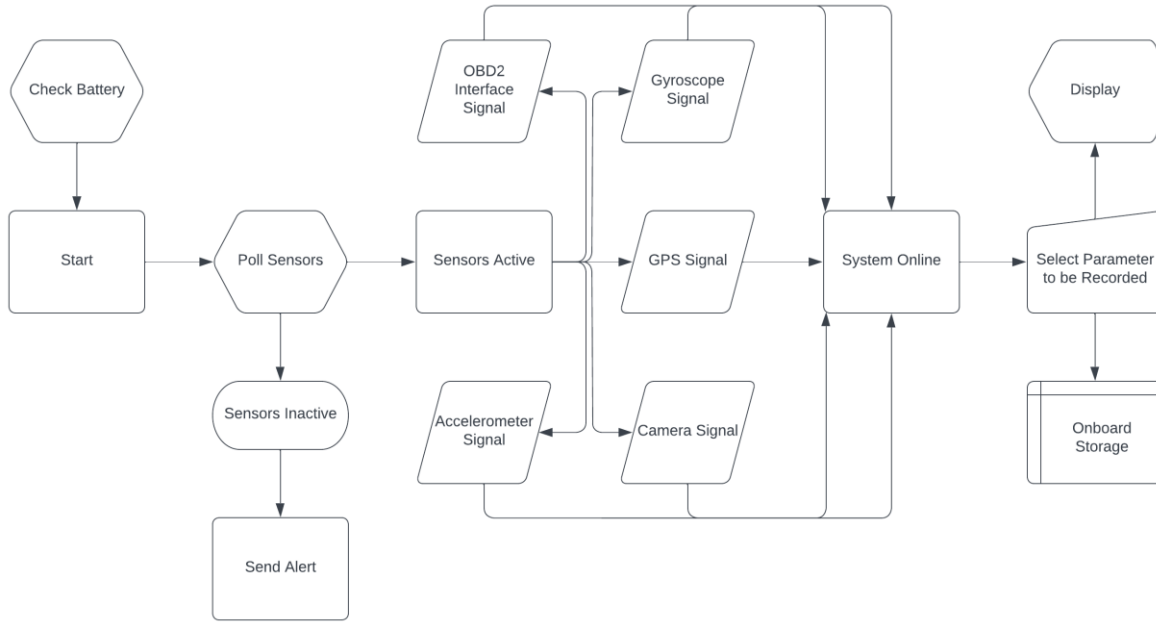 Check Battery
OBD2
Interface
Signal
Gyroscope
Signal
Display
Start
Poll Sensors
Sensors Active
GPS Signal
System Online
Select Parameter
to be Recorded
Sensors Inactive
Accelerometer
Signal
Camera Signal
Onboard
Storage
Send Alert